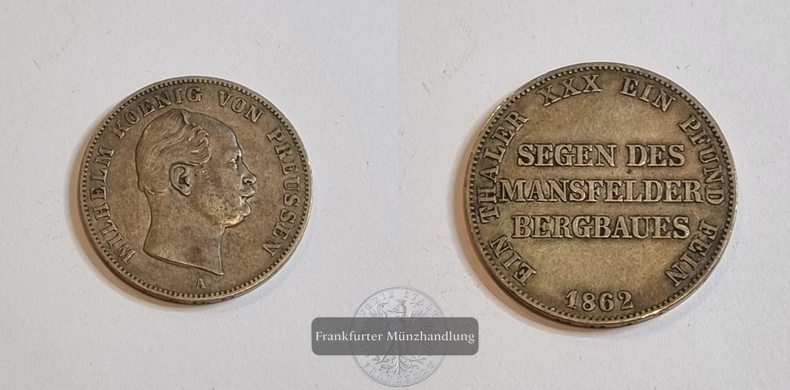 WILHELM KOENIG VON PREUSSEN
A
EIN THALER XXX EIN PFUND FEIN
SEGEN DES
MANSFELDER
BERGBAUES
1862
Frankfurter Münzhandlung